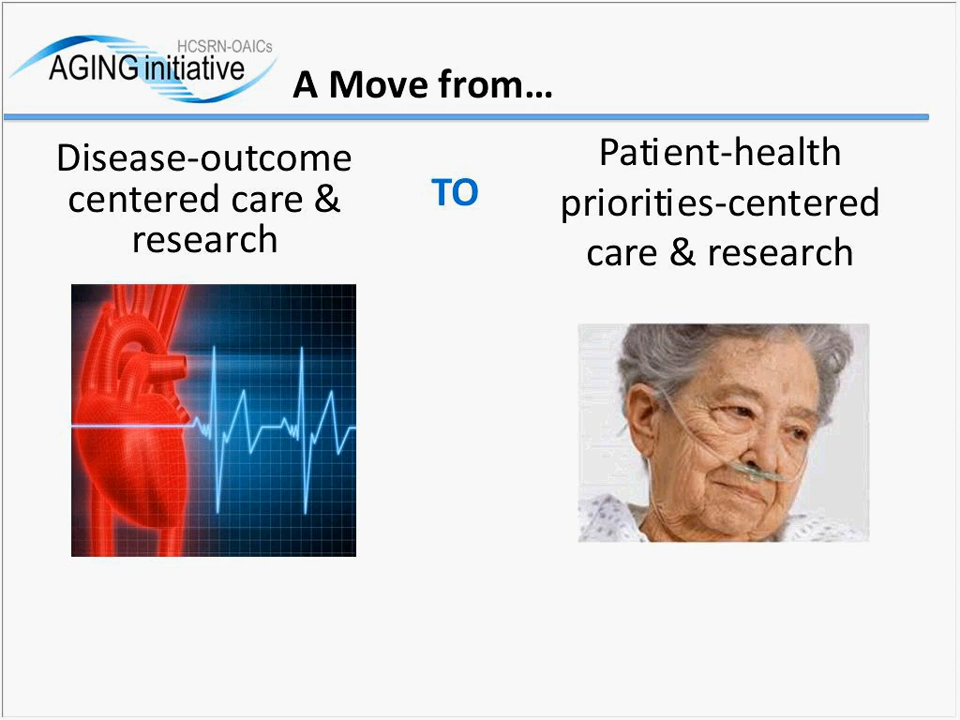 HCSRN-OAICs
AGING initiative
A Move from...
Disease-outcome
centered care &
research
TO
Patient-health
priorities-centered
care & research